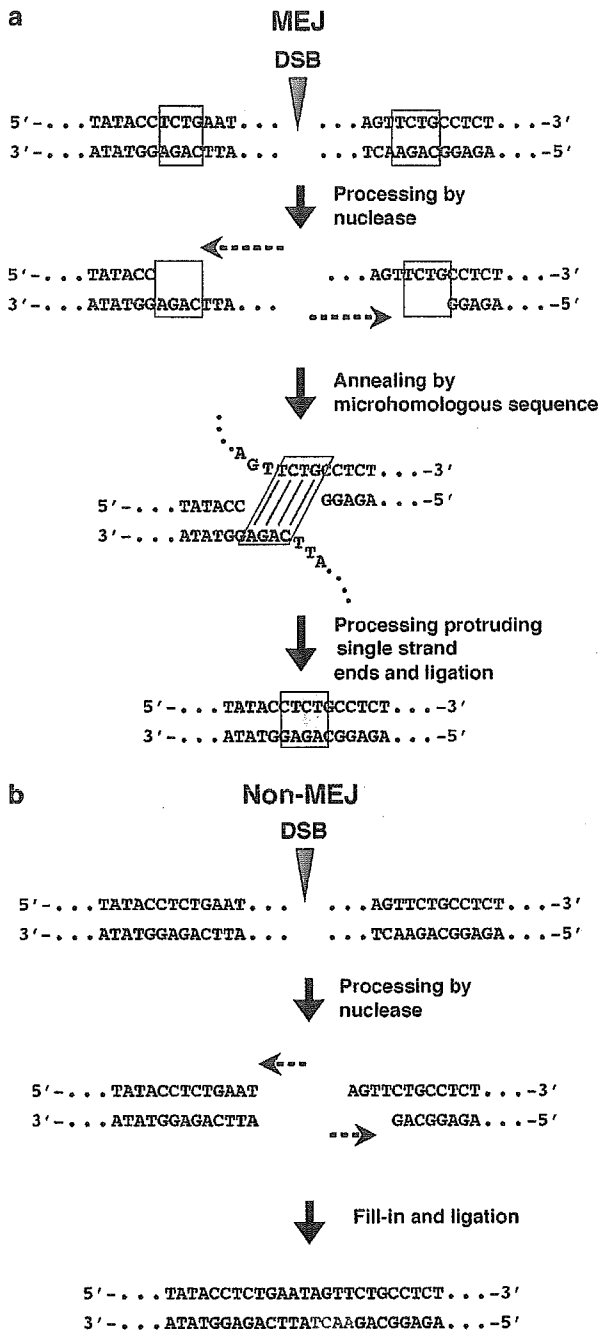 a
MEJ
DSB
5′-...TATACCTCTGAAT... ...AGTTCTGCCTCT...-3′
3′-...ATATGGAGACTTA... ...TCAAGACGGAGA...-5′
Processing by
nuclease
5′-...TATACC ...AGTTCTGCCTCT...-3′
3′-...ATATGGAGACTTA... GGAGA...-5′
Annealing by
microhomologous sequence
...AGTTCTGCCTCT...-3′
5′-...TATACC GGAGA...-5′
3′-...ATATGGAGACTTA...
Processing protruding
single strand
ends and ligation
5′-...TATACCTCTGCCTCT...-3′
3′-...ATATGGAGACGGAGA...-5′
b
Non-MEJ
DSB
5′-...TATACCTCTGAAT... ...AGTTCTGCCTCT...-3′
3′-...ATATGGAGACTTA... ...TCAAGACGGAGA...-5′
Processing by
nuclease
5′-...TATACCTCTGAAT AGTTCTGCCTCT...-3′
3′-...ATATGGAGACTTA GACGGAGA...-5′
Fill-in and ligation
5′-...TATACCTCTGAATAGTTCTGCCTCT...-3′
3′-...ATATGGAGACTTATCAAGACGGAGA...-5′